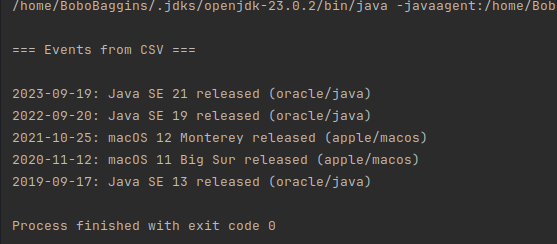 /home/BoboBaggins/.jdks/openjdk-23.0.2/bin/java -javaagent:/home/Bob
=== Events from CSV ===
2023-09-19: Java SE 21 released (oracle/java)
2022-09-20: Java SE 19 released (oracle/java)
2021-10-25: macOS 12 Monterey released (apple/macos)
2020-11-12: macOS 11 Big Sur released (apple/macos)
2019-09-17: Java SE 13 released (oracle/java)
Process finished with exit code 0